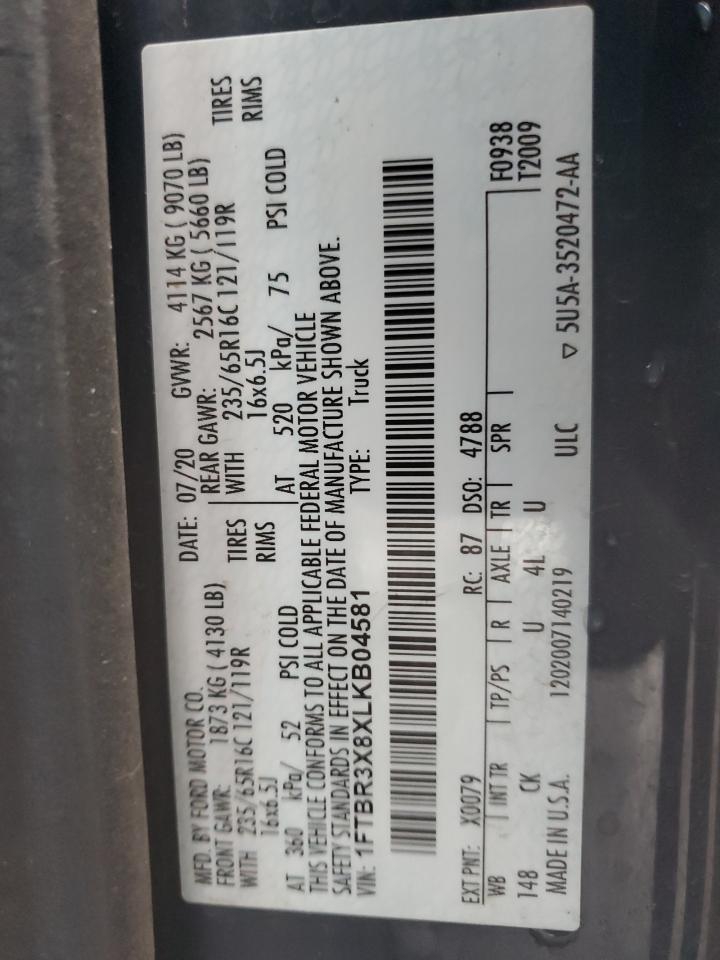 MFD. BY FORD MOTOR CO.
DATE: 07/20 GVWR: 4114 KG ( 9070 LB)
FRONT GAWR: 1873 KG ( 4130 LB) REAR GAWR: 2567 KG ( 5660 LB)
WITH 235/65R16C 121/119R TIRES WITH 235/65R16C 121/119R TIRES
16x6.5J RIMS 16x6.5J RIMS
AT 360 kPa/ 52 PSI COLD AT 520 kPa/ 75 PSI COLD
THIS VEHICLE CONFORMS TO ALL APPLICABLE FEDERAL MOTOR VEHICLE
SAFETY STANDARDS IN EFFECT ON THE DATE OF MANUFACTURE SHOWN ABOVE.
VIN: 1FTBR3X8XLKB04581 TYPE: Truck
EXT PNT: X0079 RC: 87 DSO: 4788 F0938
WB INT TR TP/PS R AXLE TR SPR T2009
148 CK U 4L U
MADE IN U.S.A. 1202007140219 ULC ▽ 5U5A-3520472-AA